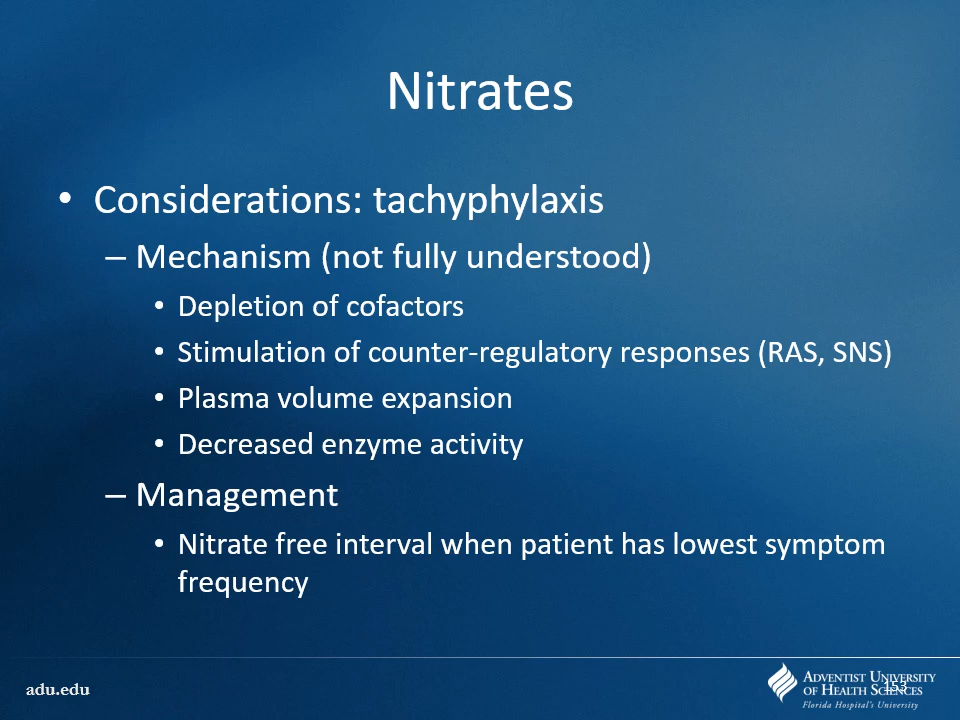 Nitrates
• Considerations: tachyphylaxis
– Mechanism (not fully understood)
• Depletion of cofactors
• Stimulation of counter-regulatory responses (RAS, SNS)
• Plasma volume expansion
• Decreased enzyme activity
– Management
• Nitrate free interval when patient has lowest symptom
frequency
adu.edu
ADVENTIST UNIVERSITY
OF HEALTH SCIENCES
153
Florida Hospital's University